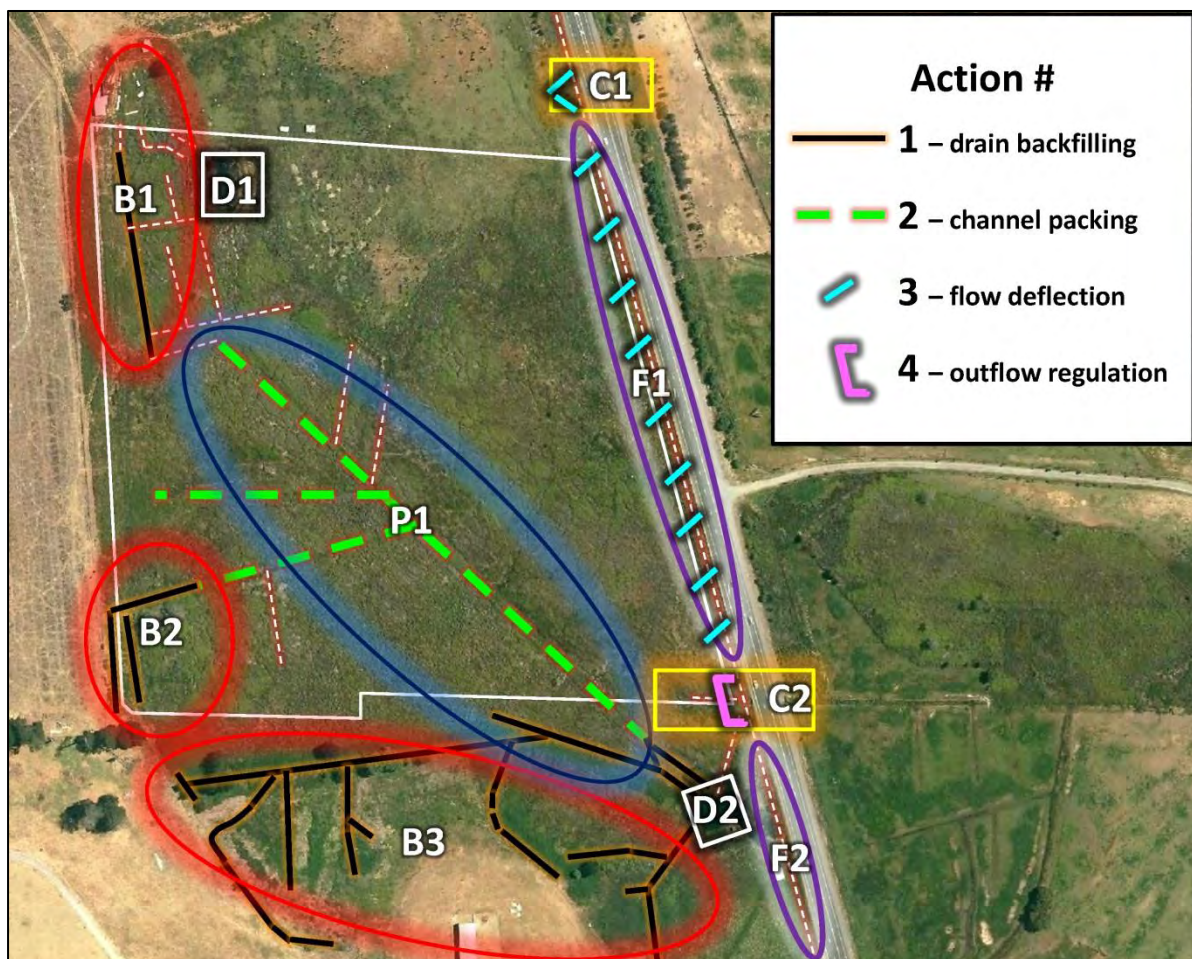 Action #
1 – drain backfilling
2 – channel packing
3 – flow deflection
4 – outflow regulation
C1
B1
D1
F1
P1
B2
C2
D2
B3
F2